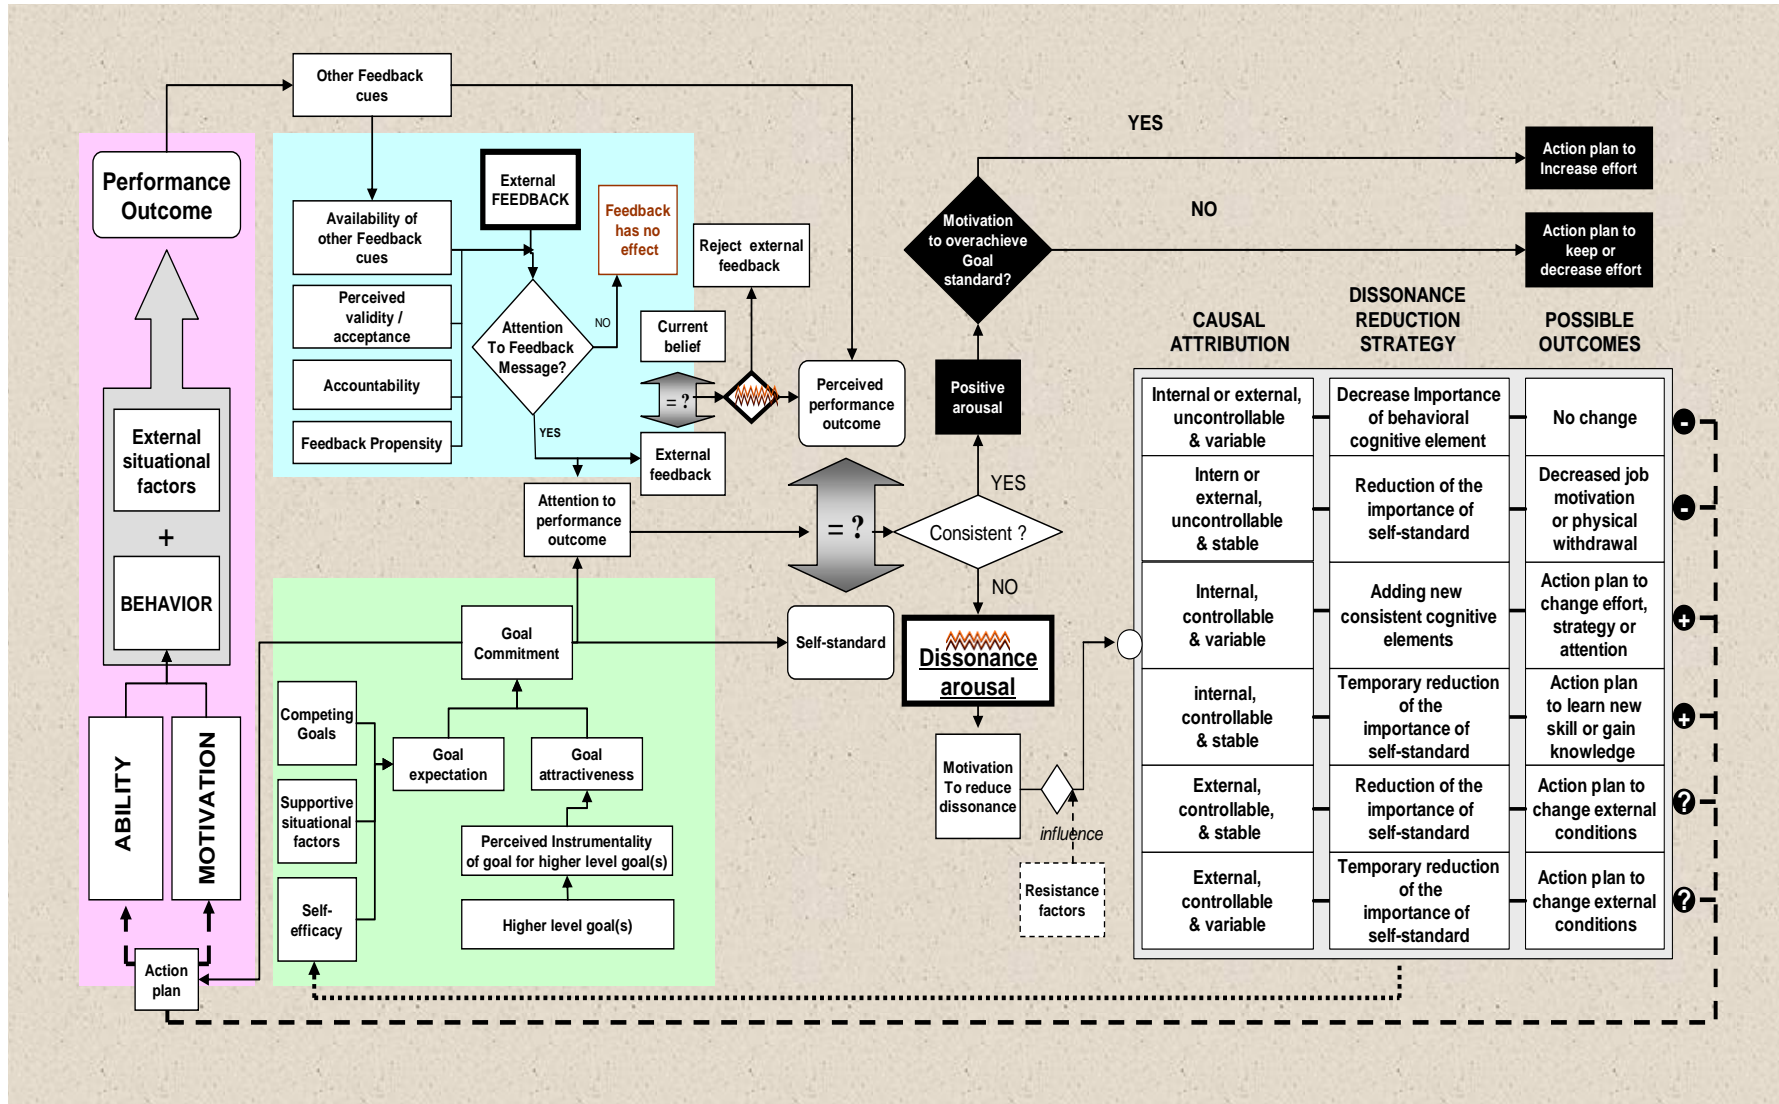 Other Feedback
cues
Performance
Outcome
External
situational
factors
+
BEHAVIOR
ABILITY
MOTIVATION
Action
plan
External
FEEDBACK
Feedback
has no
effect
Availability of
other Feedback
cues
Perceived
validity /
acceptance
Accountability
Feedback Propensity
Attention
To Feedback
Message?
NO
YES
Reject external
feedback
Current
belief
= ?
External
feedback
Perceived
performance
outcome
Attention to
performance
outcome
= ?
Consistent ?
YES
NO
Self-standard
Goal
Commitment
Competing
Goals
Supportive
situational
factors
Self-
efficacy
Goal
expectation
Goal
attractiveness
Perceived Instrumentality
of goal for higher level goal(s)
Higher level goal(s)
Positive
arousal
Motivation
to overachieve
Goal
standard?
YES
NO
Action plan to
Increase effort
Action plan to
keep or
decrease effort
Dissonance
arousal
Motivation
To reduce
dissonance
influence
Resistance
factors
CAUSAL
ATTRIBUTION
DISSONANCE
REDUCTION
STRATEGY
POSSIBLE
OUTCOMES
Internal or external,
uncontrollable
& variable
Decrease Importance
of behavioral
cognitive element
No change
-
Intern or
external,
uncontrollable
& stable
Reduction of the
importance of
self-standard
Decreased job
motivation
or physical
withdrawal
-
Internal,
controllable
& variable
Adding new
consistent cognitive
elements
Action plan to
change effort,
strategy or
attention
+
internal,
controllable
& stable
Temporary reduction
of the
importance of
self-standard
Action plan
to learn new
skill or gain
knowledge
+
External,
controllable,
& stable
Reduction of the
importance of
self-standard
Action plan to
change external
conditions
?
External,
controllable
& variable
Temporary reduction
of the
importance of
self-standard
Action plan to
change external
conditions
?